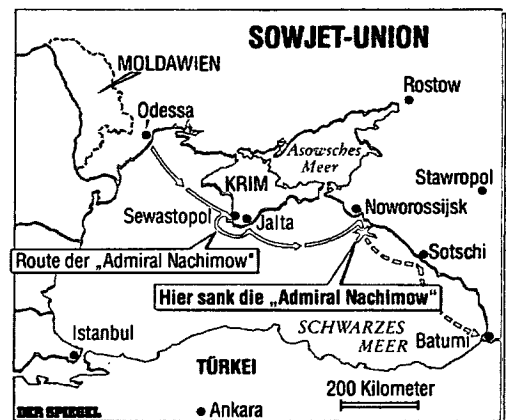 SOWJET-UNION
MOLDAWIEN
Odessa
Rostow
Asowsches
Meer
Stawropol
KRIM
Sewastopol
Jalta
Noworossijsk
Route der „Admiral Nachimow“
Sotschi
Hier sank die „Admiral Nachimow“
SCHWARZES
MEER
Istanbul
Batumi
TÜRKEI
200 Kilometer
DER SPIEGEL
Ankara